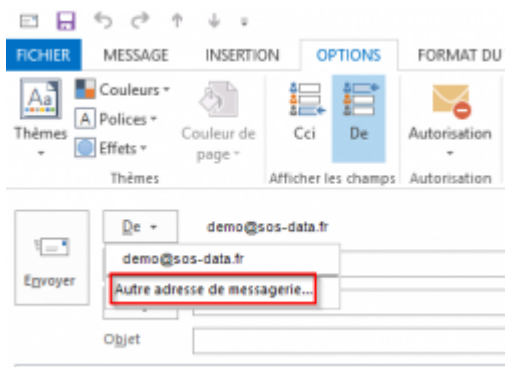 FICHIER MESSAGE INSERTION OPTIONS FORMAT DU
Aa Couleurs
A Polices
Effets
Thèmes
Couleur de page
Cci
De
Autorisation
Thèmes Afficher les champs Autorisation
De demo@sos-data.fr
demo@sos-data.fr
Autre adresse de messagerie...
Envoyer
Objet